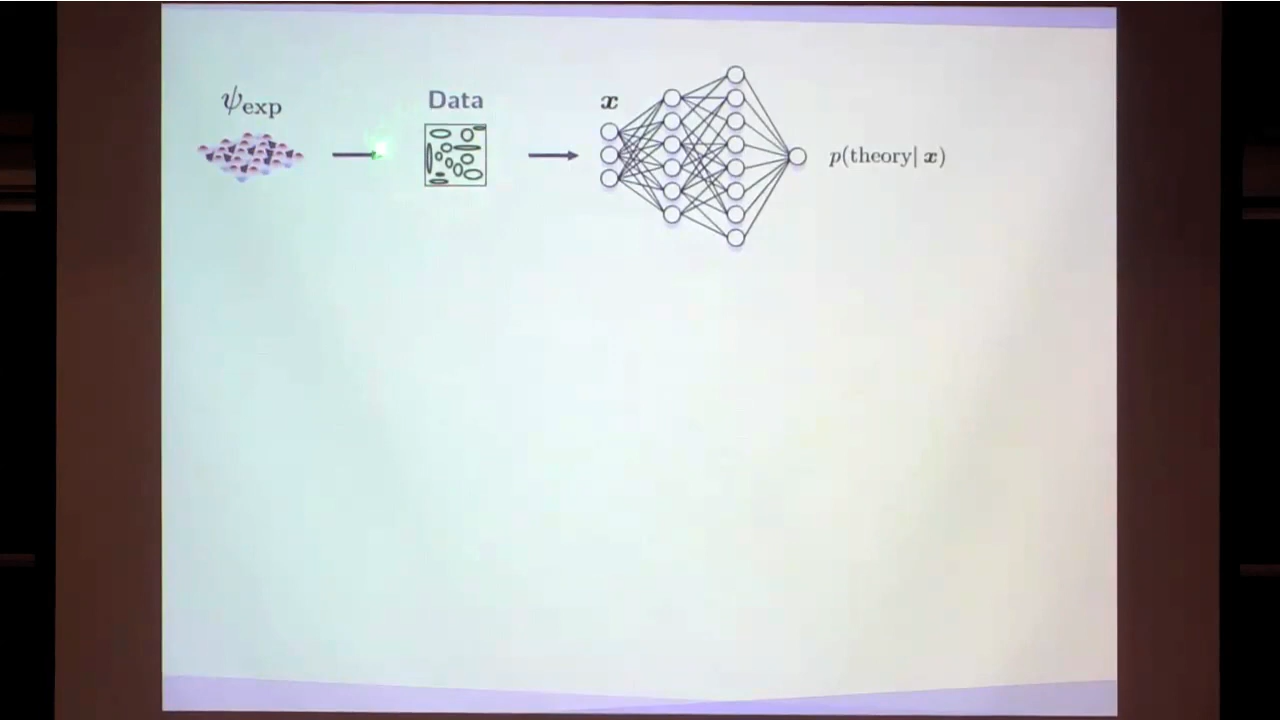 ψexp
Data
x
p(theory| x)